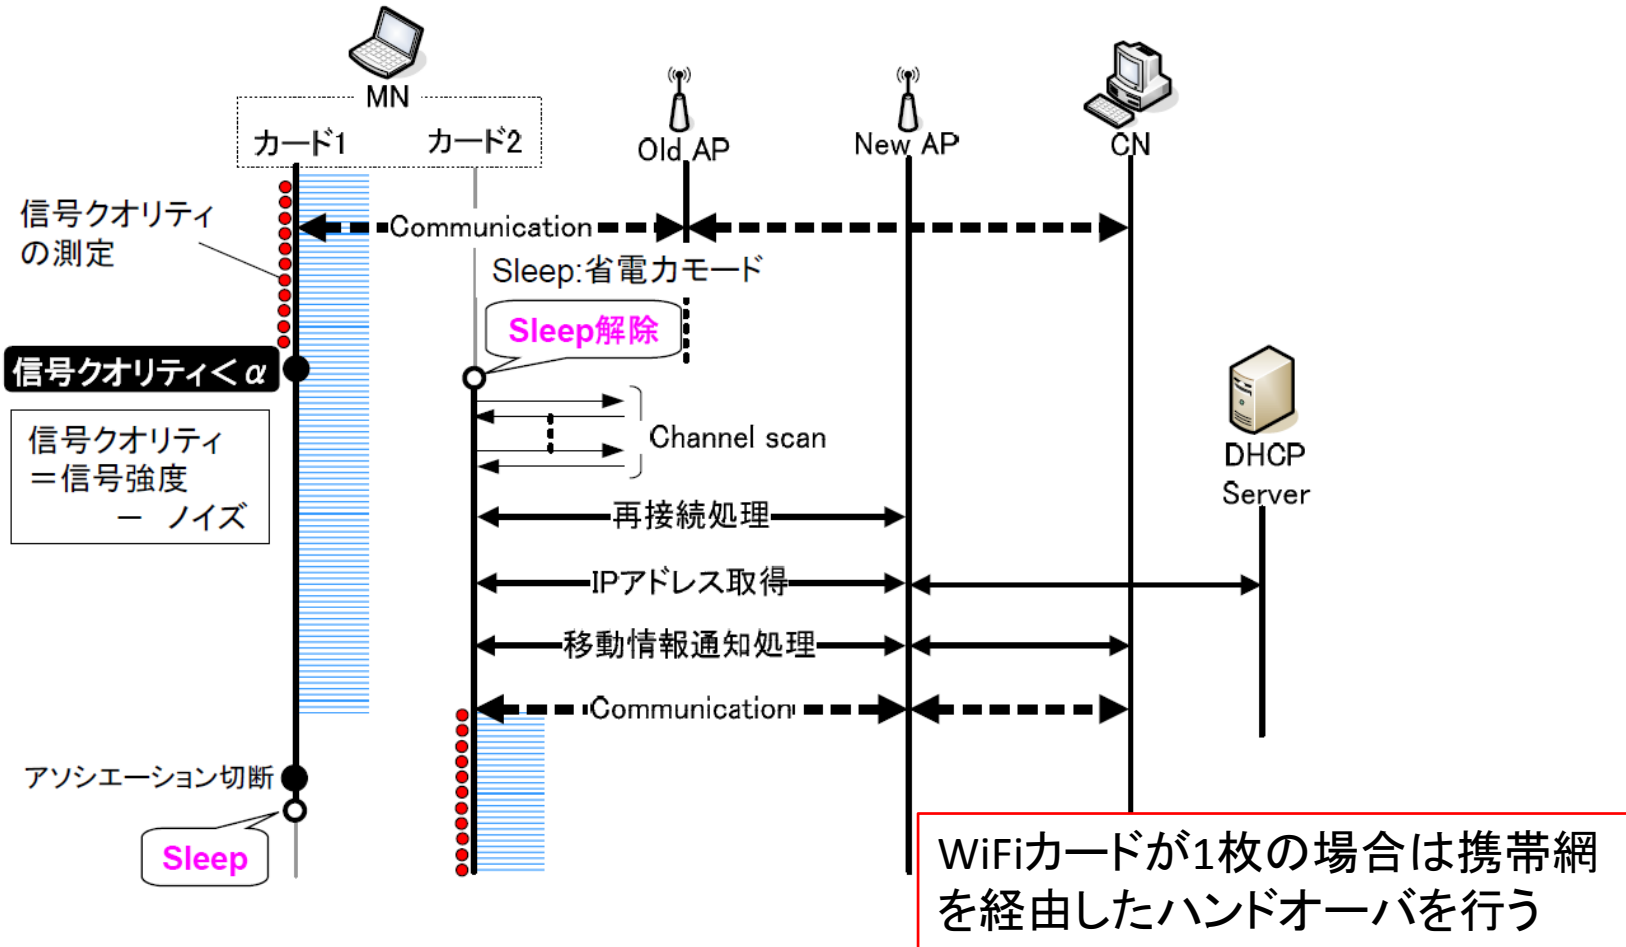 MN
カード1
カード2
Old AP
New AP
CN
信号クオリティ
の測定
Communication
Sleep:省電力モード
Sleep解除
信号クオリティ<α
信号クオリティ
=信号強度
－ ノイズ
Channel scan
DHCP
Server
再接続処理
IPアドレス取得
移動情報通知処理
Communication
アソシエーション切断
Sleep
WiFiカードが1枚の場合は携帯網
を経由したハンドオーバを行う